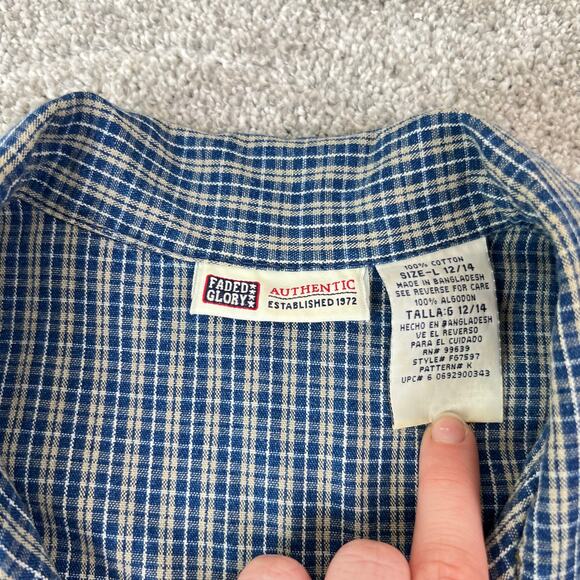 FADED
GLORY
AUTHENTIC
ESTABLISHED 1972
100% COTTON
SIZE-L 12/14
MADE IN BANGLADESH
SEE REVERSE FOR CARE
100% ALGODON
TALLA:G 12/14
HECHO EN BANGLADESH
VE EL REVERSO
PARA EL CUIDADO
RN# 99639
STYLE# FG7597
PATTERN# K
UPC# 6 0692900343